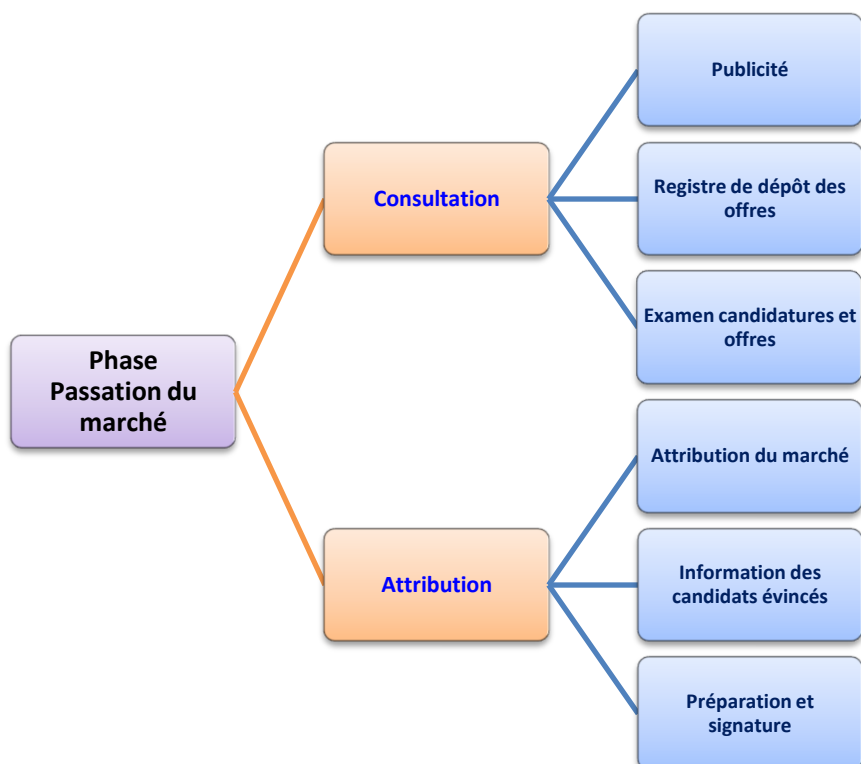 Phase
Passation du
marché
Consultation
Publicité
Registre de dépôt des
offres
Examen candidatures et
offres
Attribution
Attribution du marché
Information des
candidats évincés
Préparation et
signature